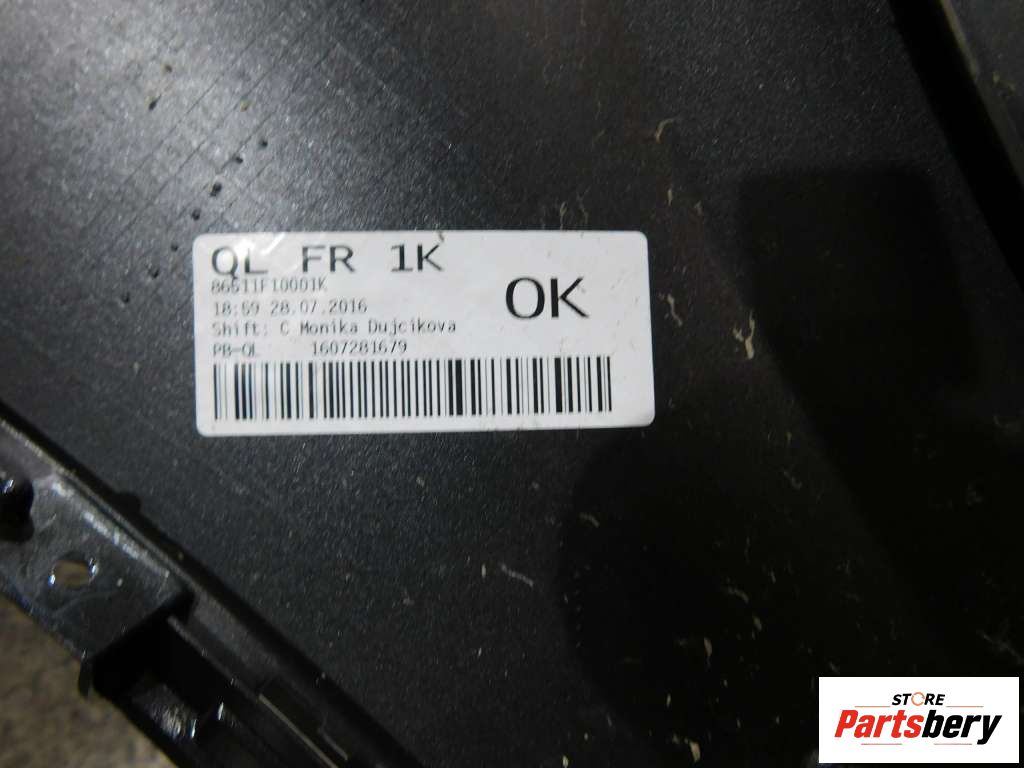 QL FR 1K
86511F10001K
18:59 28.07.2016
Shift: C Monika Dujcikova
PB-QL 1607281679
OK
STORE
Partsbery